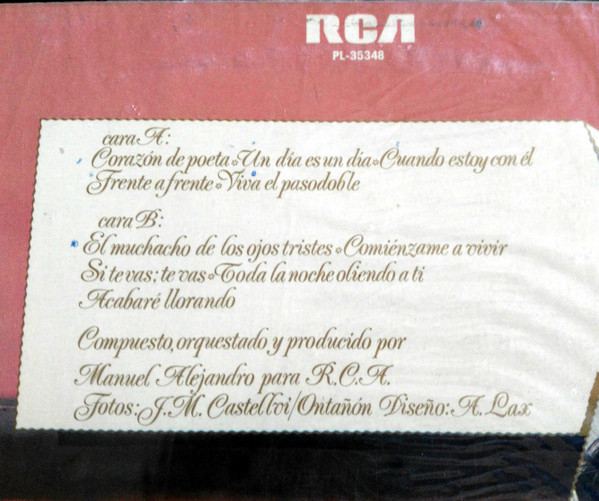 RCA
PL-35348
cara A:
Corazón de poeta∘Un día es un día∘Cuando estoy con él
Frente a frente∘Viva el pasodoble
cara B:
El muchacho de los ojos tristes∘Comiénzame a vivir
Si te vas; te vas∘Toda la noche oliendo a ti
Acabaré llorando
Compuesto, orquestado y producido por
Manuel Alejandro para R.C.A.
Fotos: J.M. Castellvi/Ontañón Diseño: A. Lax